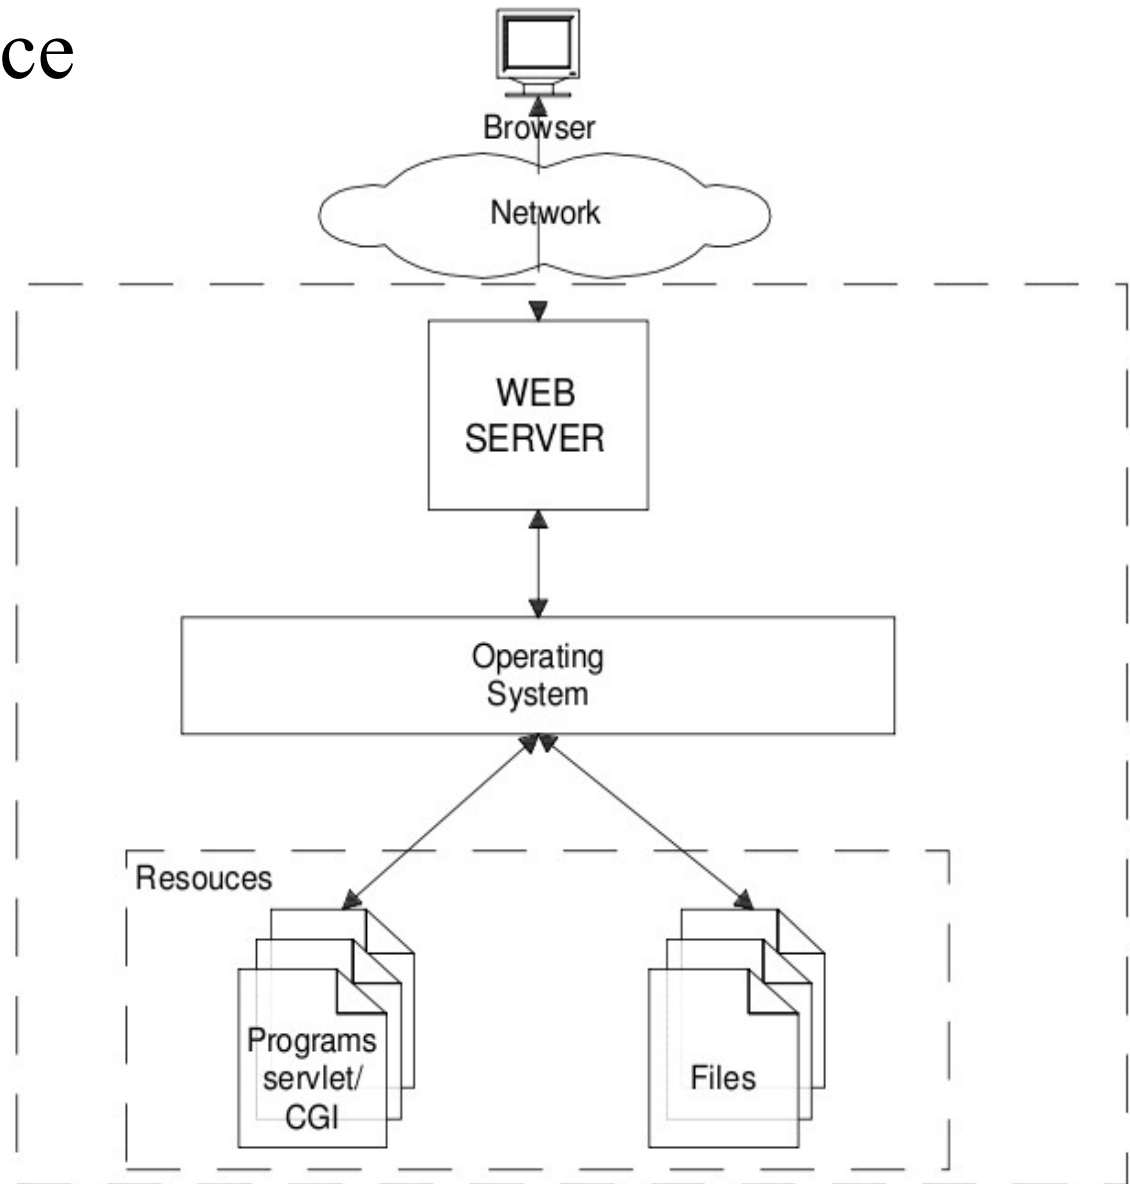 ce
Browser
Network
WEB
SERVER
Operating
System
Resouces
Programs
servlet/
CGI
Files